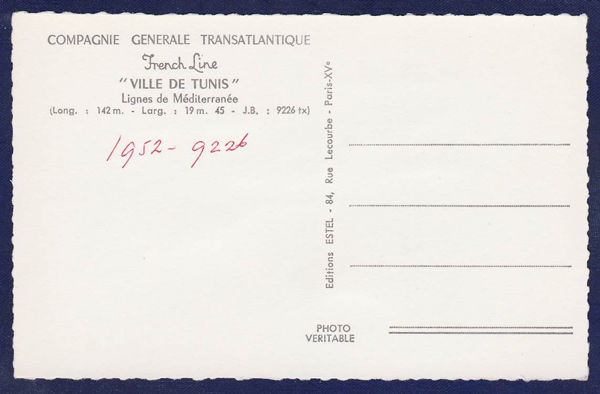 COMPAGNIE GENERALE TRANSATLANTIQUE
French Line
"VILLE DE TUNIS"
Lignes de Méditerranée
(Long. : 142 m. - Larg. : 19 m. 45 - J.B. : 9226 tx)
1952 - 9226
Editions ESTEL - 84, Rue Lecourbe - Paris-XVe
PHOTO
VERITABLE